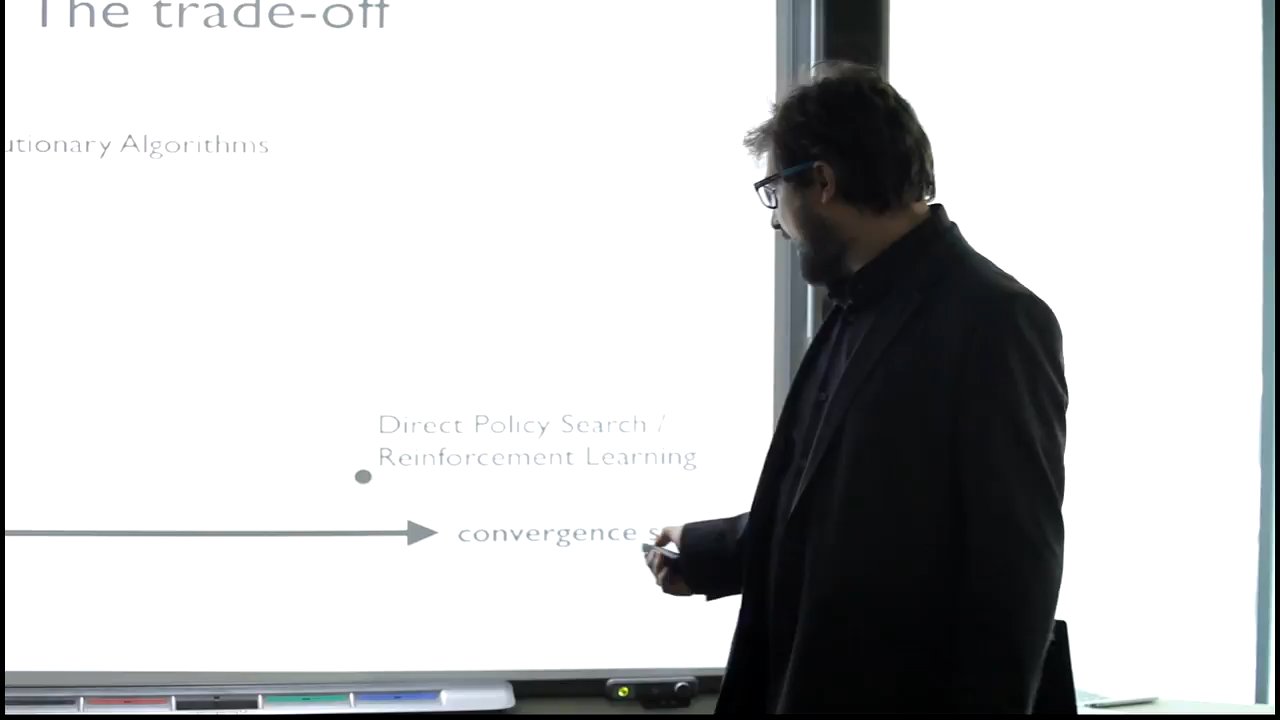 The trade-off
utionary Algorithms
Direct Policy Search /
Reinforcement Learning
convergence s